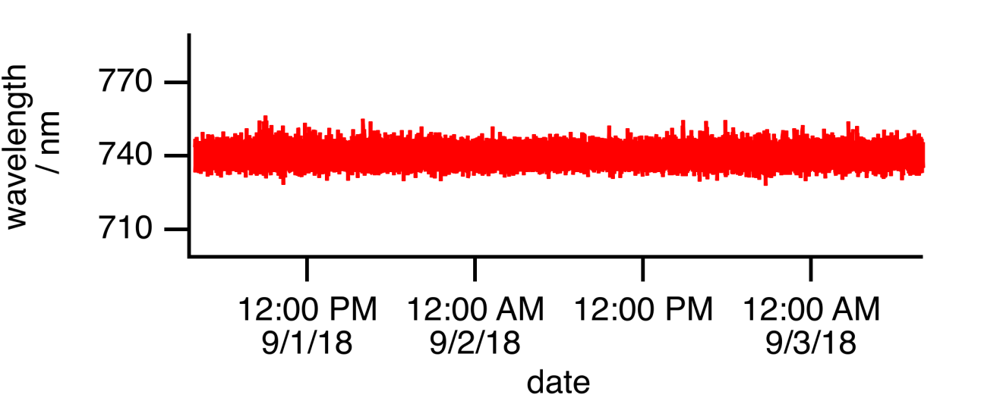 wavelength
/ nm
770
740
710
12:00 PM
9/1/18
12:00 AM
9/2/18
12:00 PM
12:00 AM
9/3/18
date